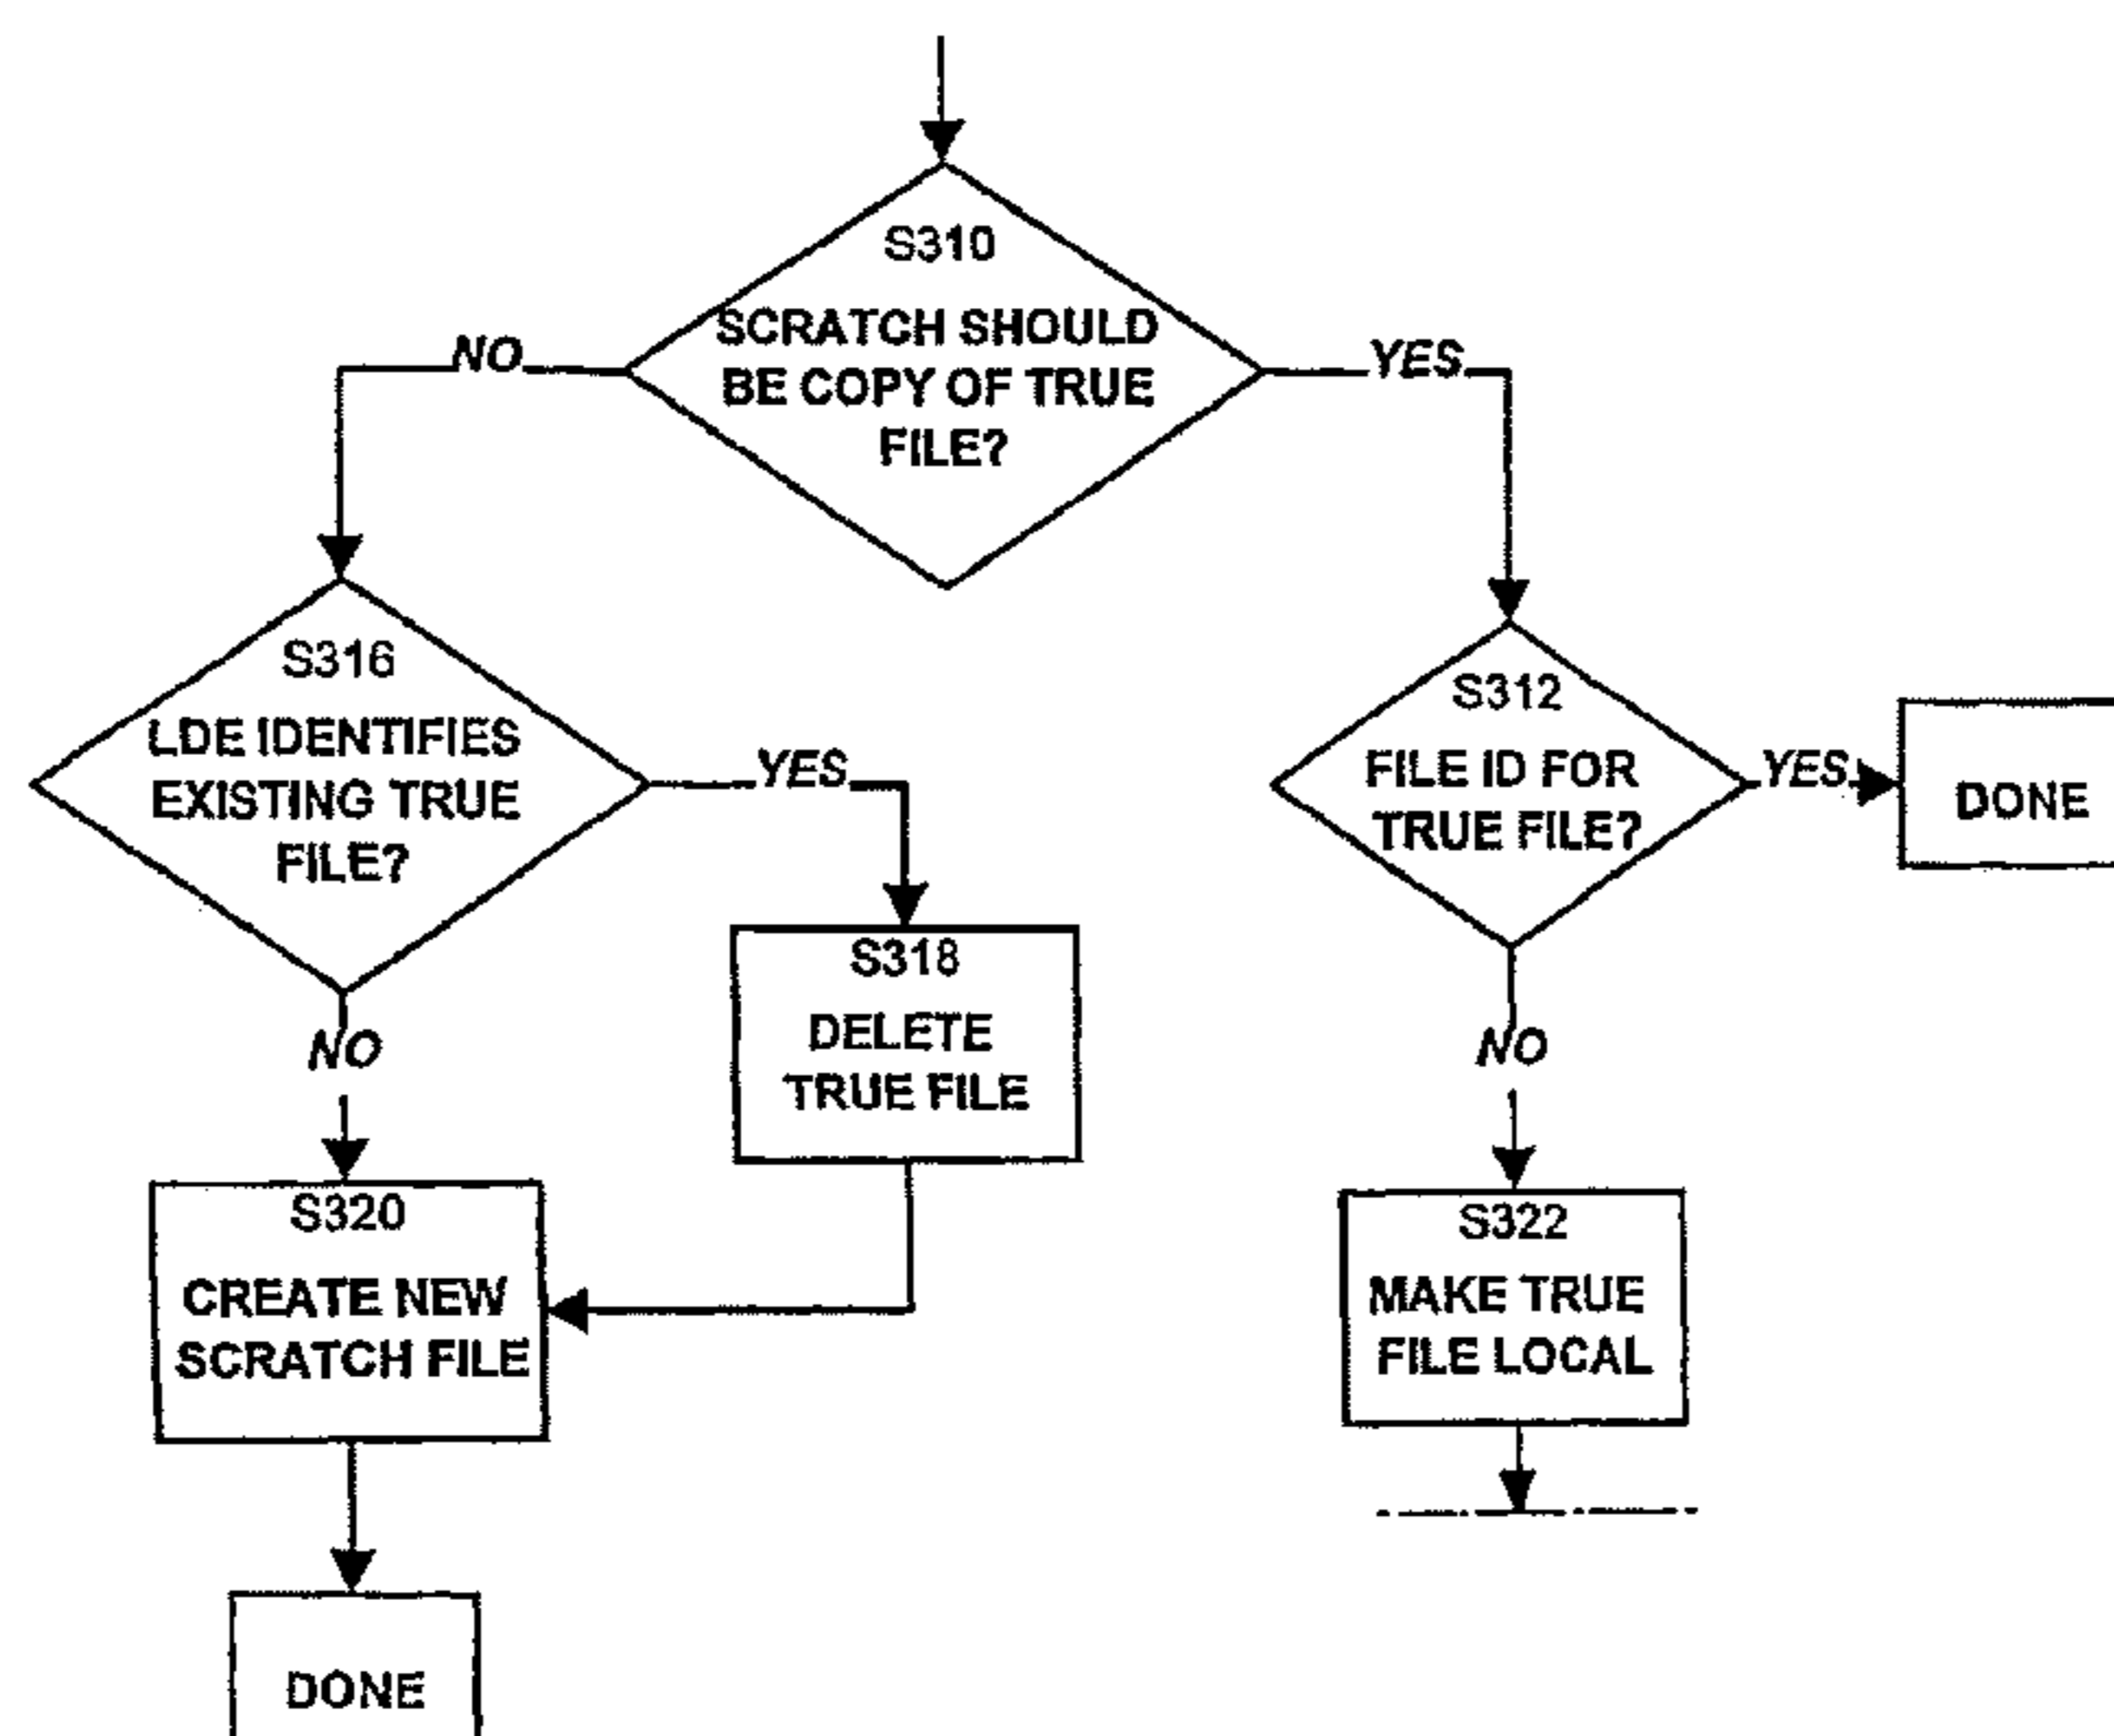 S310
SCRATCH SHOULD
BE COPY OF TRUE
FILE?
NO
YES
S316
LDE IDENTIFIES
EXISTING TRUE
FILE?
YES
NO
S312
FILE ID FOR
TRUE FILE?
YES
DONE
NO
S318
DELETE
TRUE FILE
S320
CREATE NEW
SCRATCH FILE
S322
MAKE TRUE
FILE LOCAL
DONE